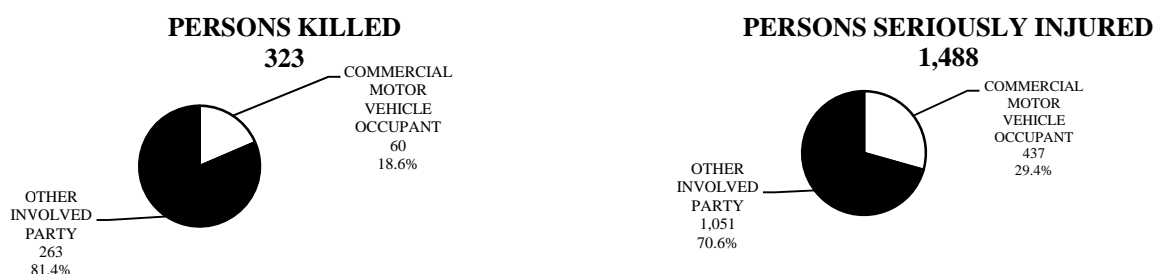 PERSONS KILLED
323
COMMERCIAL
MOTOR
VEHICLE
OCCUPANT
60
18.6%
OTHER
INVOLVED
PARTY
263
81.4%
PERSONS SERIOUSLY INJURED
1,488
COMMERCIAL
MOTOR
VEHICLE
OCCUPANT
437
29.4%
OTHER
INVOLVED
PARTY
1,051
70.6%